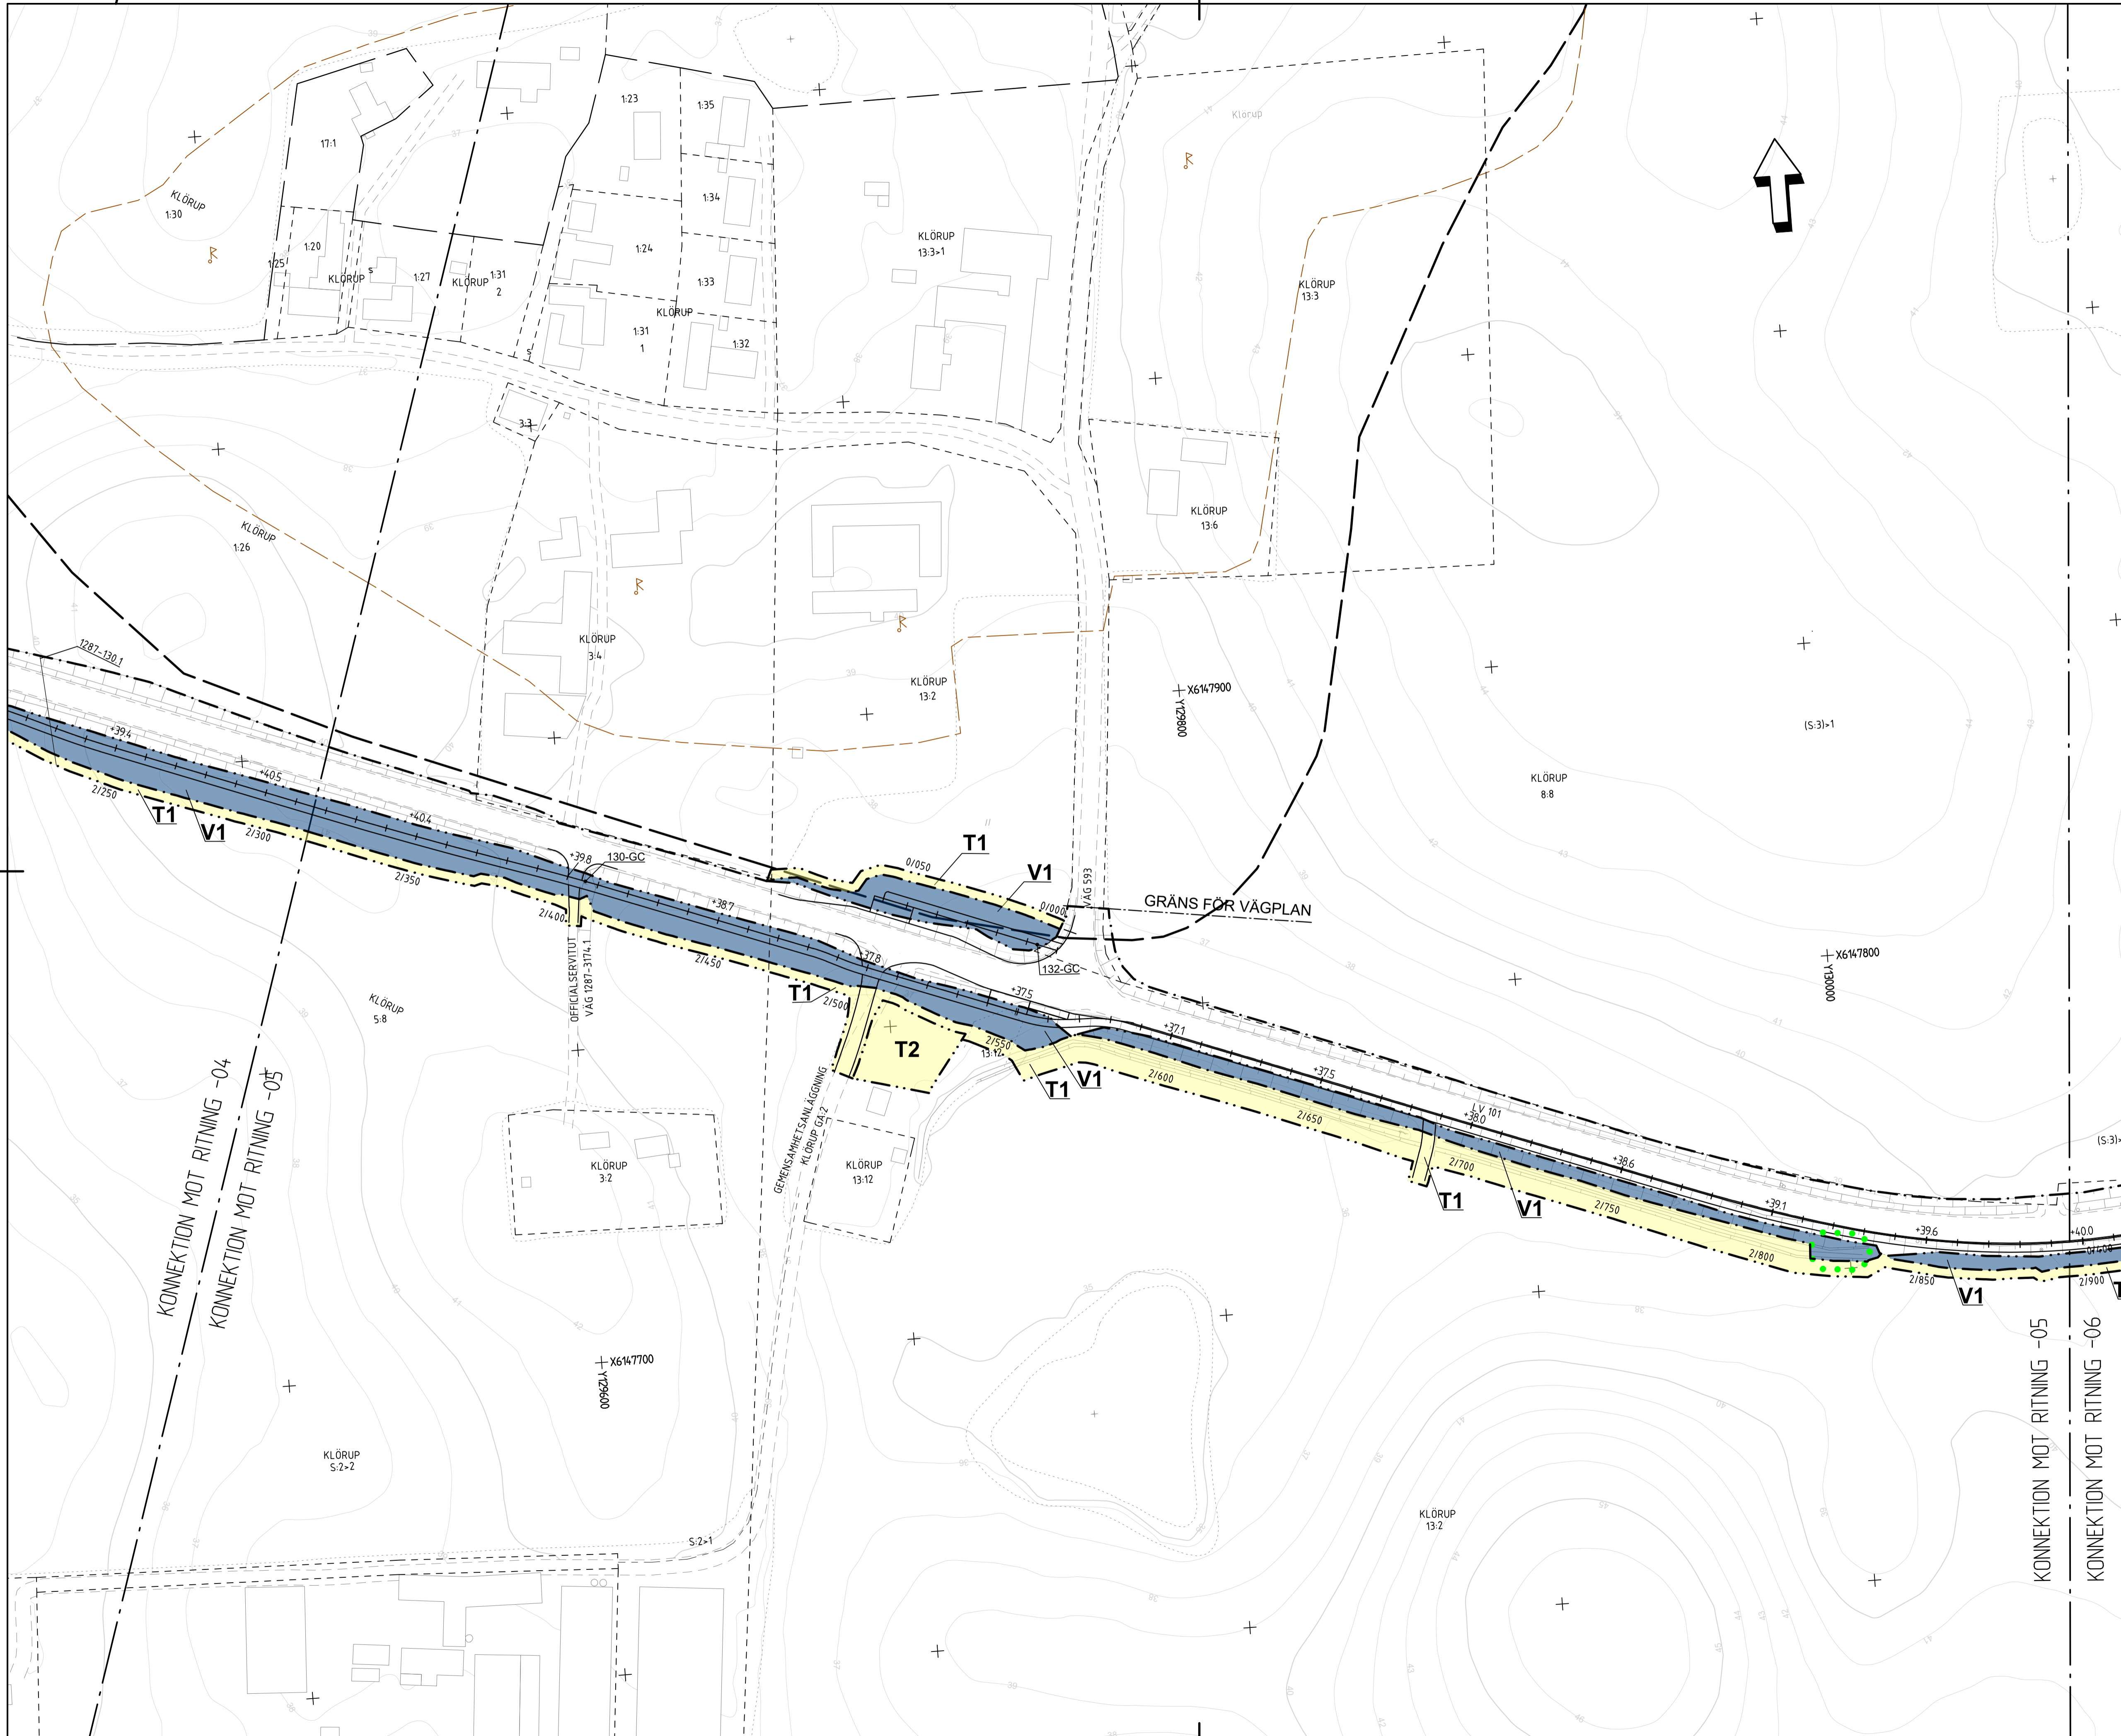 Klörup
17:1
1:23
1:35
KLÖRUP
1:30
1:34
1:20
1:25
KLÖRUP
s
1:27
KLÖRUP
1:31
2
1:24
1:33
KLÖRUP
1:31
1
1:32
s
KLÖRUP
13:3>1
KLÖRUP
13:3
3:3
KLÖRUP
1:26
KLÖRUP
13:6
KLÖRUP
3:4
KLÖRUP
13:2
X6147900
Y129800
(S:3)>1
KLÖRUP
8:8
1287-130.1
+39.4
+40.5
+40.4
+39.8
130-GC
+38.7
+37.8
+37.5
+37.1
+37.5
LV 101
+38.0
+38.6
+39.1
+39.6
+40.0
2/250
T1
V1
2/300
2/350
2/400
2/450
T1
2/500
0/050
T1
V1
0/000
VÄG 593
GRÄNS FÖR VÄGPLAN
132-GC
X6147800
Y130000
OFFICIALSERVITUT
VÄG 1287-3174.1
KLÖRUP
5:8
T2
2/550
13:12
T1
V1
2/600
2/650
2/700
T1
V1
2/750
2/800
2/850
V1
0/400
2/900
KONNEKTION MOT RITNING -04
KONNEKTION MOT RITNING -05
GEMENSAMHETSANLÄGGNING
KLÖRUP GA:2
KLÖRUP
3:2
KLÖRUP
13:12
X6147700
Y129600
KLÖRUP
S:2>2
S:2>1
KLÖRUP
13:2
KONNEKTION MOT RITNING -05
KONNEKTION MOT RITNING -06